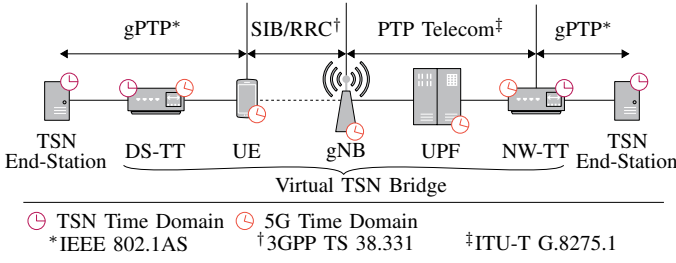 gPTP* SIB/RRC† PTP Telecom‡ gPTP*
TSN End-Station DS-TT UE gNB UPF NW-TT TSN End-Station
Virtual TSN Bridge
TSN Time Domain 5G Time Domain
*IEEE 802.1AS †3GPP TS 38.331 ‡ITU-T G.8275.1